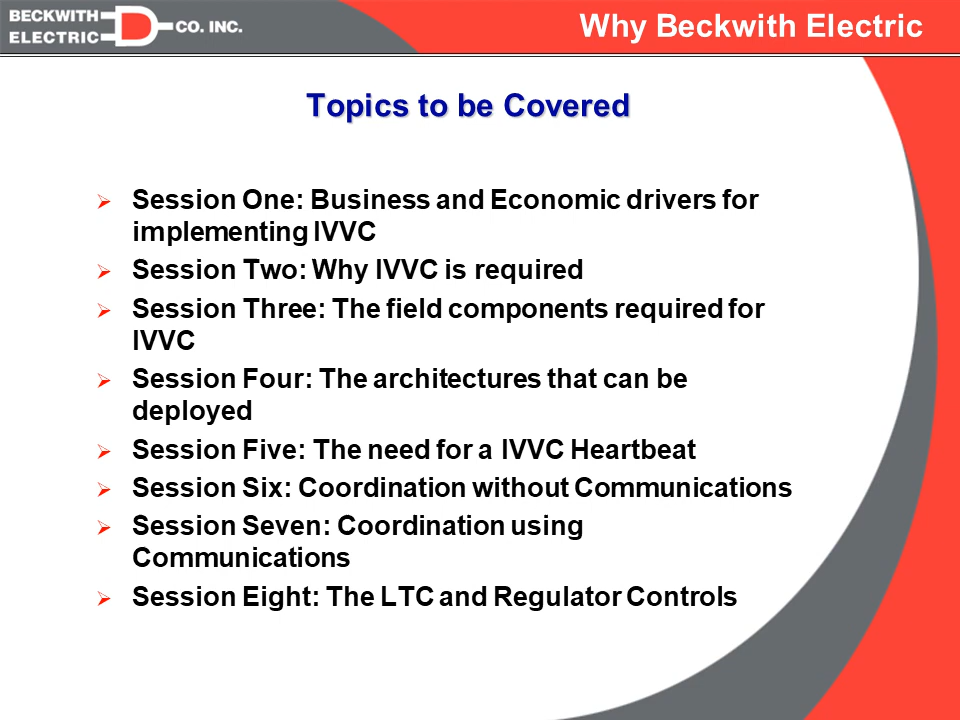 BECKWITH
ELECTRIC
CO. INC.
Why Beckwith Electric
Topics to be Covered
Session One: Business and Economic drivers for
implementing IVVC
Session Two: Why IVVC is required
Session Three: The field components required for
IVVC
Session Four: The architectures that can be
deployed
Session Five: The need for a IVVC Heartbeat
Session Six: Coordination without Communications
Session Seven: Coordination using
Communications
Session Eight: The LTC and Regulator Controls